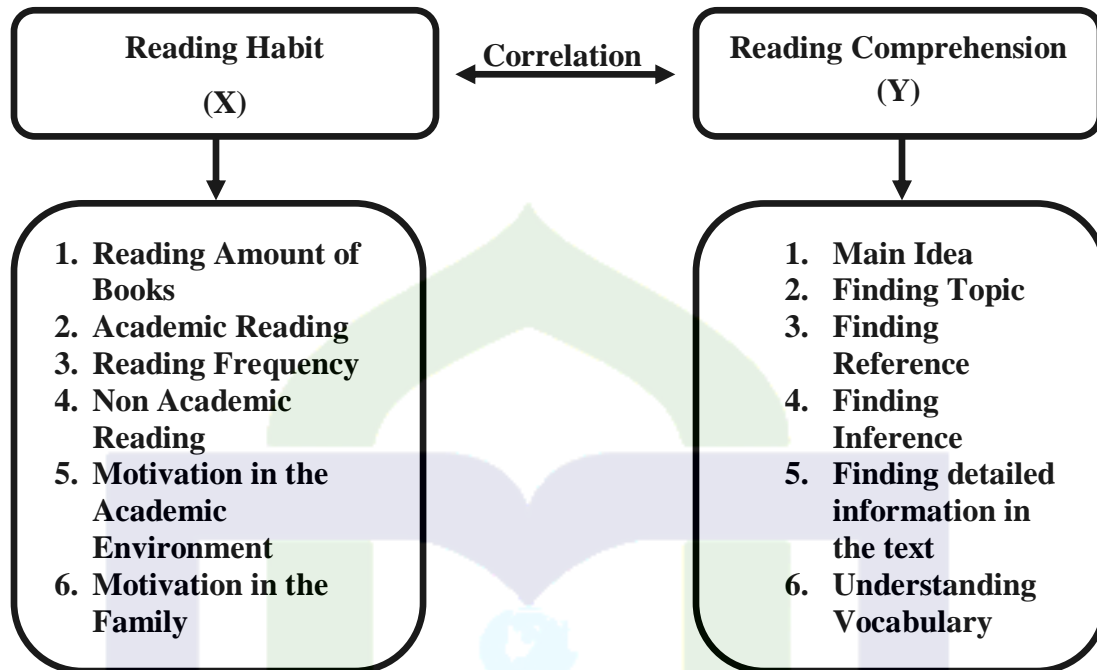 Reading Habit
(X)
Correlation
Reading Comprehension
(Y)
1. Reading Amount of
Books
2. Academic Reading
3. Reading Frequency
4. Non Academic
Reading
5. Motivation in the
Academic
Environment
6. Motivation in the
Family
1. Main Idea
2. Finding Topic
3. Finding
Reference
4. Finding
Inference
5. Finding detailed
information in
the text
6. Understanding
Vocabulary